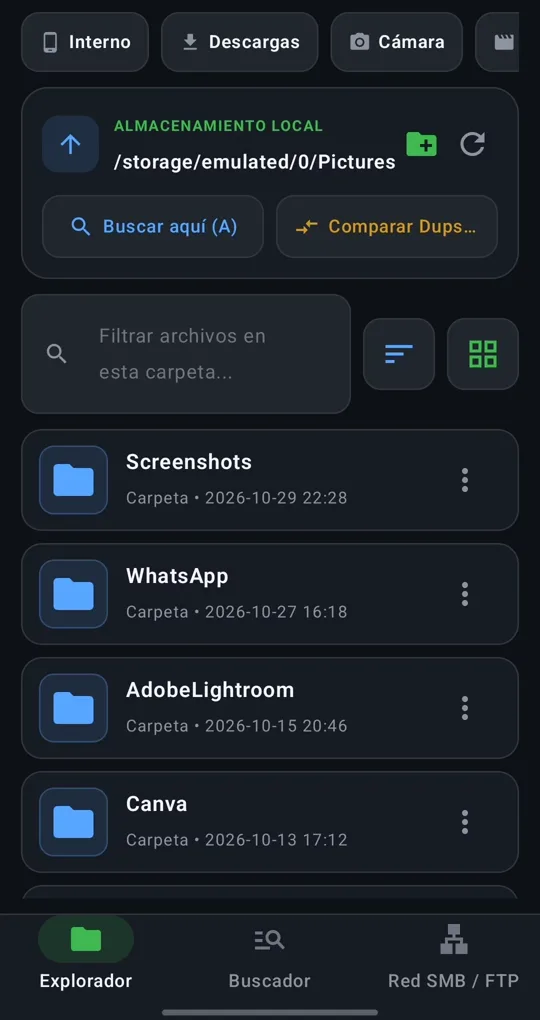 Interno
Descargas
Cámara
ALMACENAMIENTO LOCAL
/storage/emulated/0/Pictures
Buscar aquí (A)
Comparar Dups…
Filtrar archivos en
esta carpeta...
Screenshots
Carpeta • 2026-10-29 22:28
WhatsApp
Carpeta • 2026-10-27 16:18
AdobeLightroom
Carpeta • 2026-10-15 20:46
Canva
Carpeta • 2026-10-13 17:12
Explorador
Buscador
Red SMB / FTP